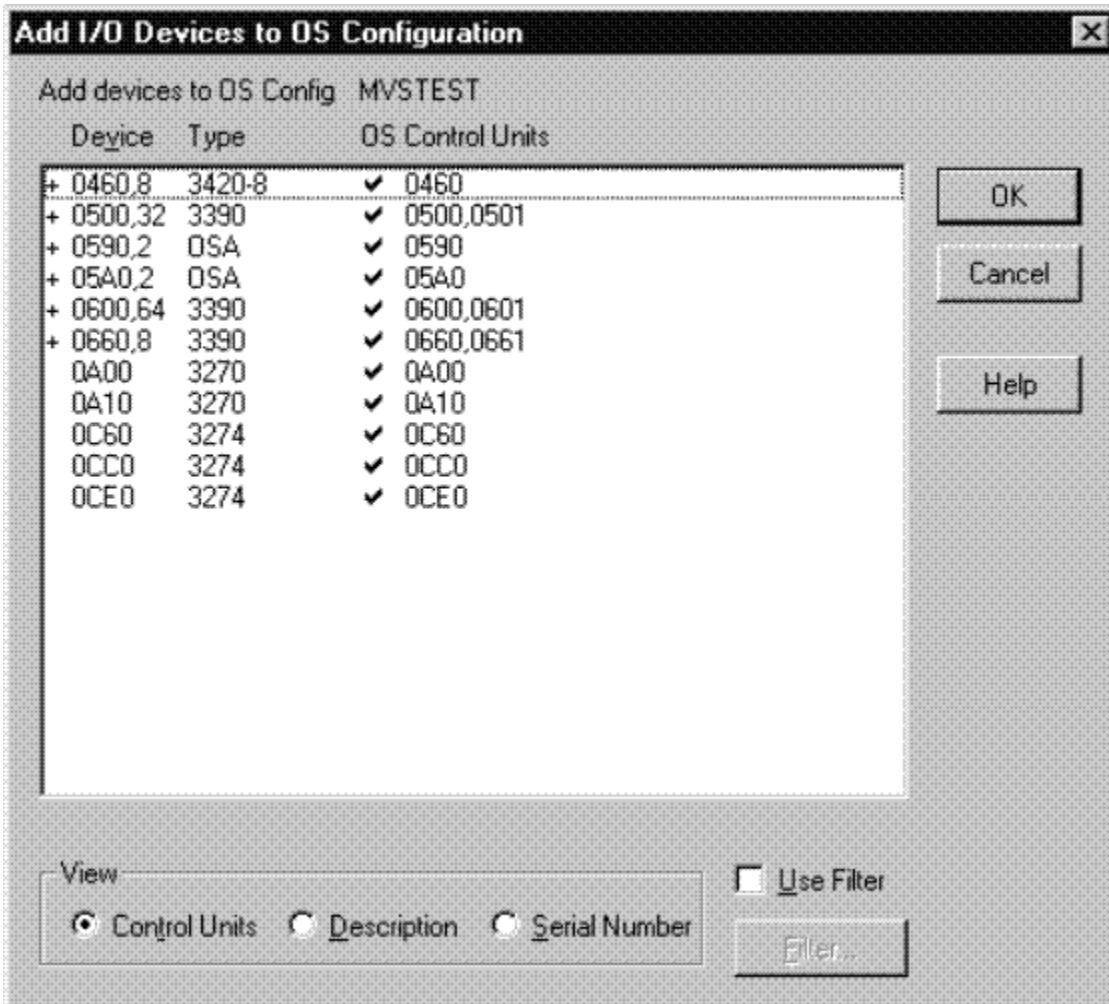 Add I/O Devices to OS Configuration
Add devices to OS Config MVSTEST
Device Type OS Control Units
+ 0460,8 3420-8 ✔ 0460
+ 0500,32 3390 ✔ 0500,0501
+ 0590,2 OSA ✔ 0590
+ 05A0,2 OSA ✔ 05A0
+ 0600,64 3390 ✔ 0600,0601
+ 0660,8 3390 ✔ 0660,0661
0A00 3270 ✔ 0A00
0A10 3270 ✔ 0A10
0C60 3274 ✔ 0C60
0CC0 3274 ✔ 0CC0
0CE0 3274 ✔ 0CE0
OK
Cancel
Help
View
Control Units Description Serial Number
Use Filter
Filter...